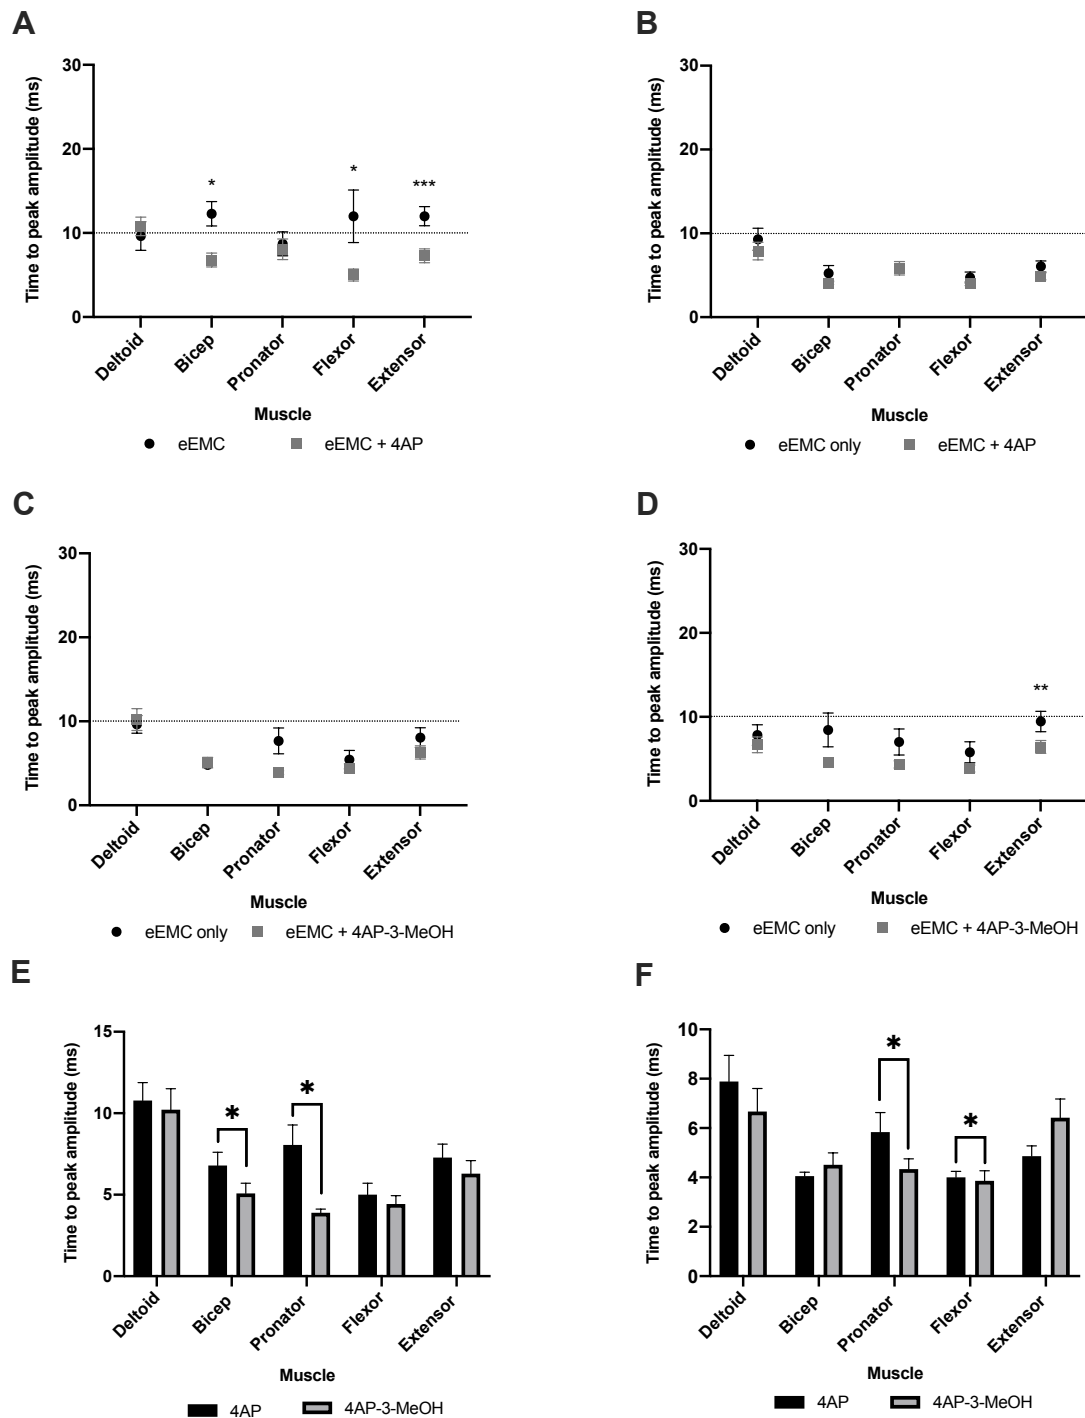 A
Time to peak amplitude (ms)
30
20
10
0
* * ***
Deltoid Bicep Pronator Flexor Extensor
Muscle
eEMC eEMC + 4AP
B
Time to peak amplitude (ms)
30
20
10
0
Deltoid Bicep Pronator Flexor Extensor
Muscle
eEMC only eEMC + 4AP
C
Time to peak amplitude (ms)
30
20
10
0
Deltoid Bicep Pronator Flexor Extensor
Muscle
eEMC only eEMC + 4AP-3-MeOH
D
Time to peak amplitude (ms)
30
20
10
0
**
Deltoid Bicep Pronator Flexor Extensor
Muscle
eEMC only eEMC + 4AP-3-MeOH
E
Time to peak amplitude (ms)
15
10
5
0
* *
Deltoid Bicep Pronator Flexor Extensor
Muscle
4AP 4AP-3-MeOH
F
Time to peak amplitude (ms)
10
8
6
4
2
0
* *
Deltoid Bicep Pronator Flexor Extensor
Muscle
4AP 4AP-3-MeOH